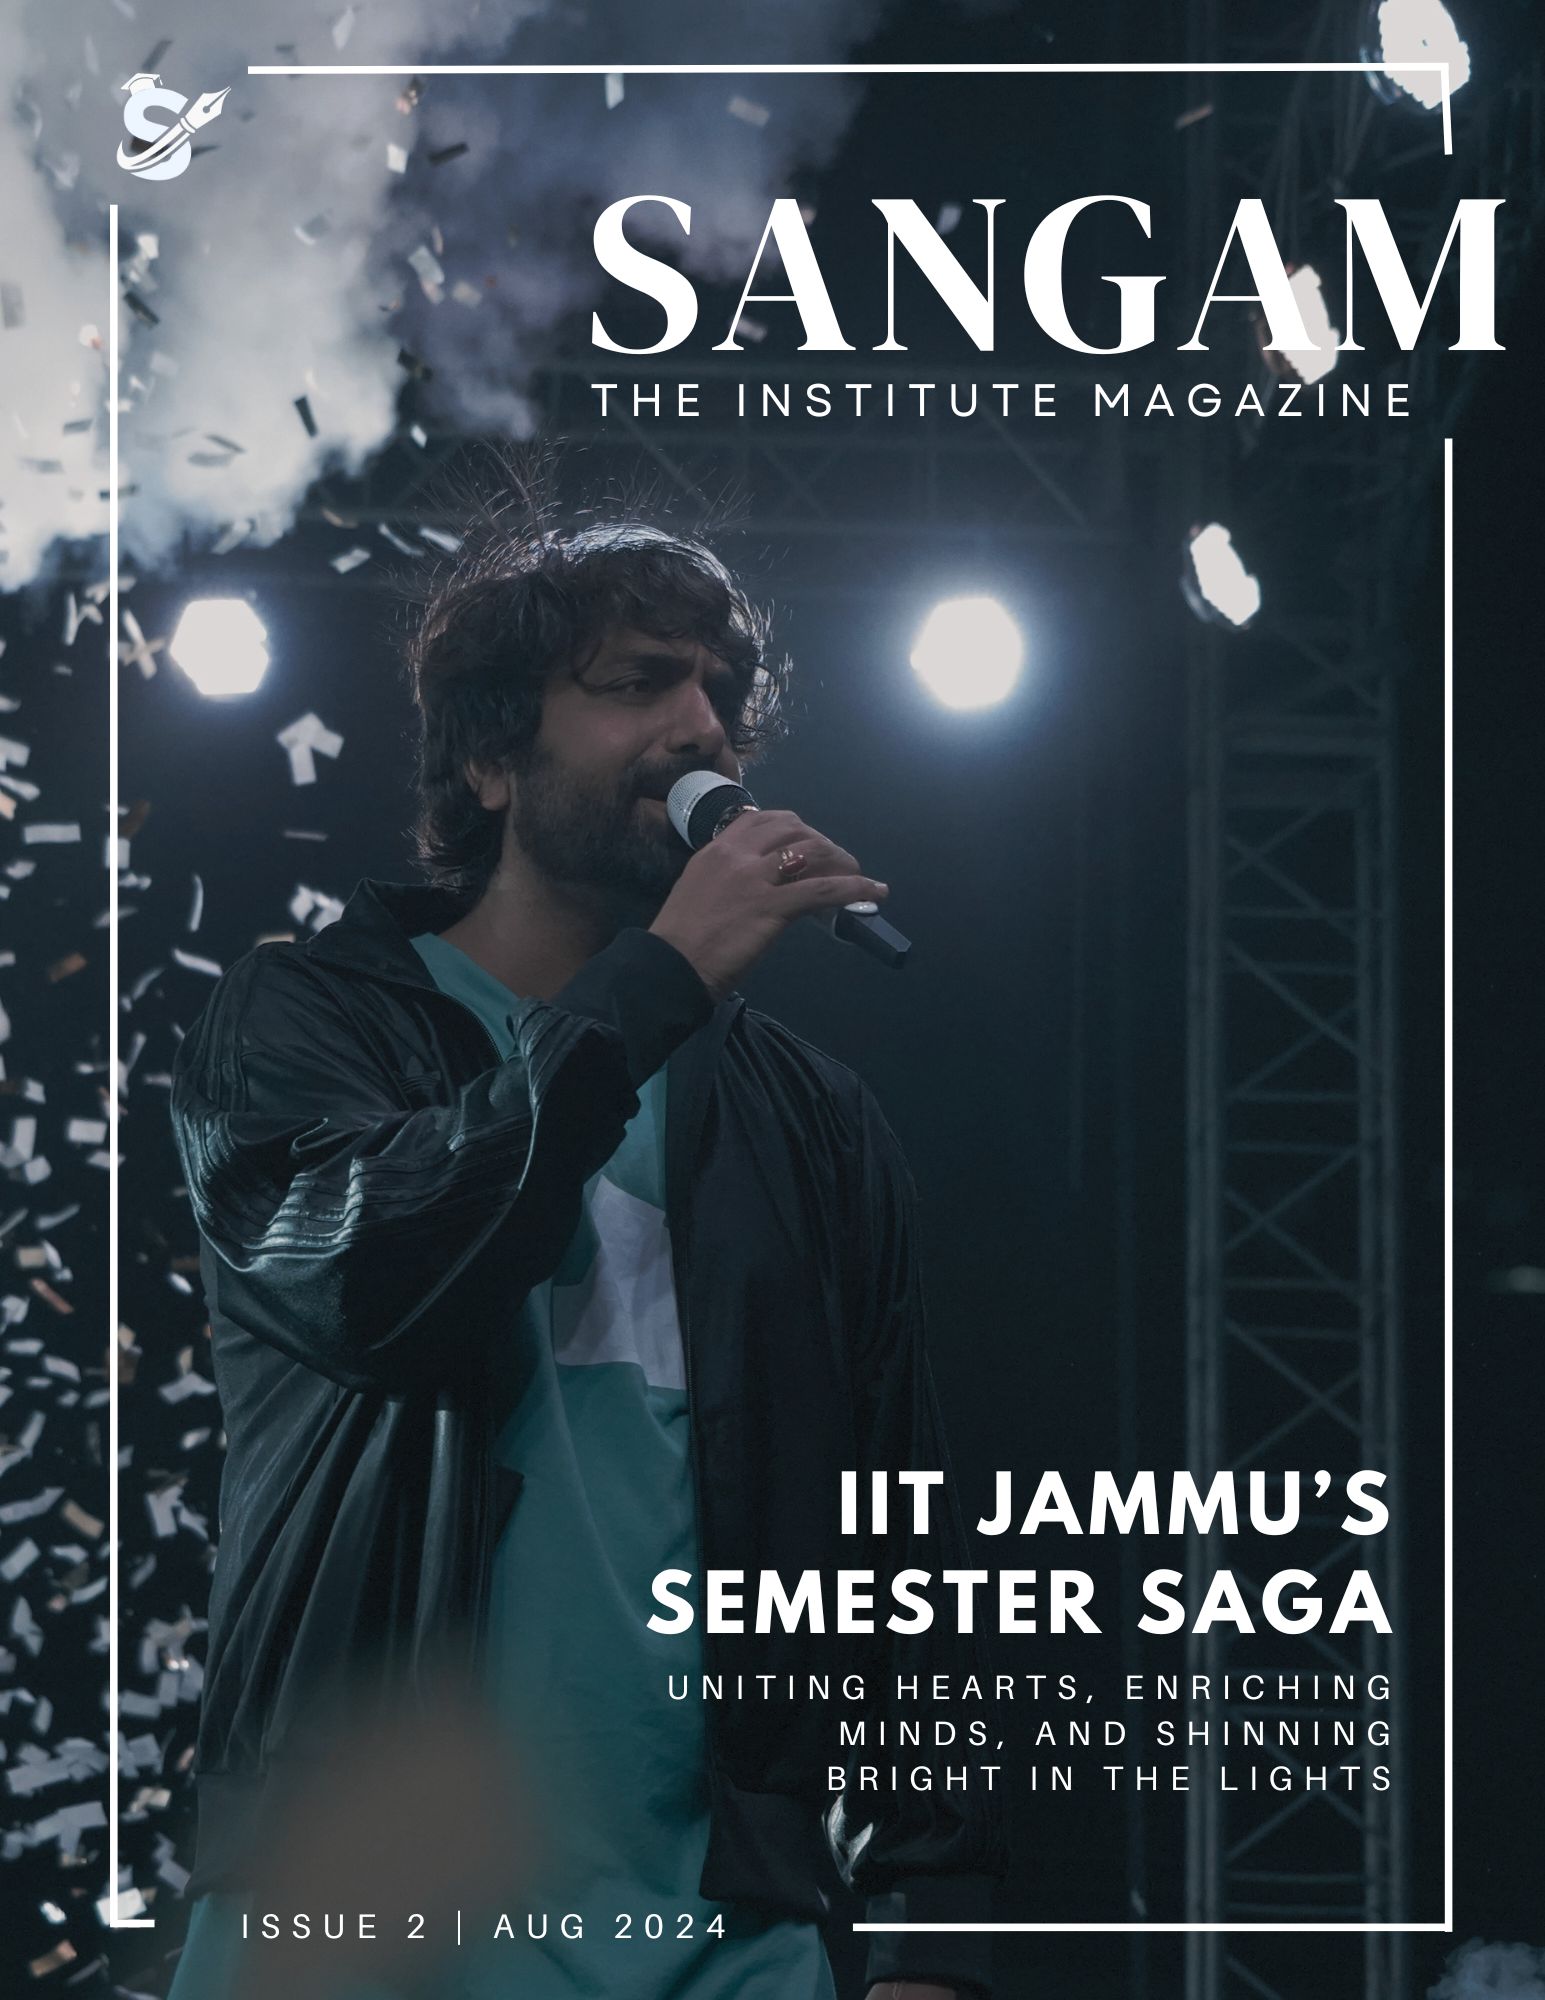 SANGAM
THE INSTITUTE MAGAZINE
IIT JAMMU’S
SEMESTER SAGA
UNITING HEARTS, ENRICHING
MINDS, AND SHINNING
BRIGHT IN THE LIGHTS
ISSUE 2 | AUG 2024